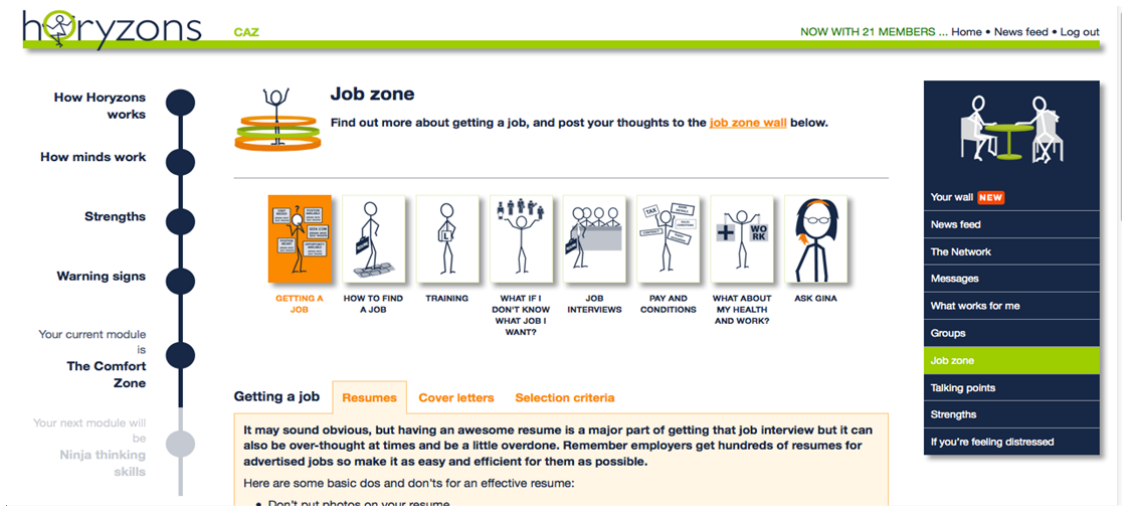 horyzons
CAZ
NOW WITH 21 MEMBERS ... Home • News feed • Log out
How Horyzons
works
How minds work
Strengths
Warning signs
Your current module
is
The Comfort
Zone
Your next module will
be
Ninja thinking
skills
Job zone
Find out more about getting a job, and post your thoughts to the job zone wall below.
?
L
TAX
WO
RK
GETTING A
JOB
HOW TO FIND
A JOB
TRAINING
WHAT IF I
DON'T KNOW
WHAT JOB I
WANT?
JOB
INTERVIEWS
PAY AND
CONDITIONS
WHAT ABOUT
MY HEALTH
AND WORK?
ASK GINA
Getting a job Resumes Cover letters Selection criteria
It may sound obvious, but having an awesome resume is a major part of getting that job interview but it can
also be over-thought at times and be a little overdone. Remember employers get hundreds of resumes for
advertised jobs so make it as easy and efficient for them as possible.
Here are some basic dos and don'ts for an effective resume:
• Don't put photos on your resume
Your wall NEW
News feed
The Network
Messages
What works for me
Groups
Job zone
Talking points
Strengths
If you're feeling distressed